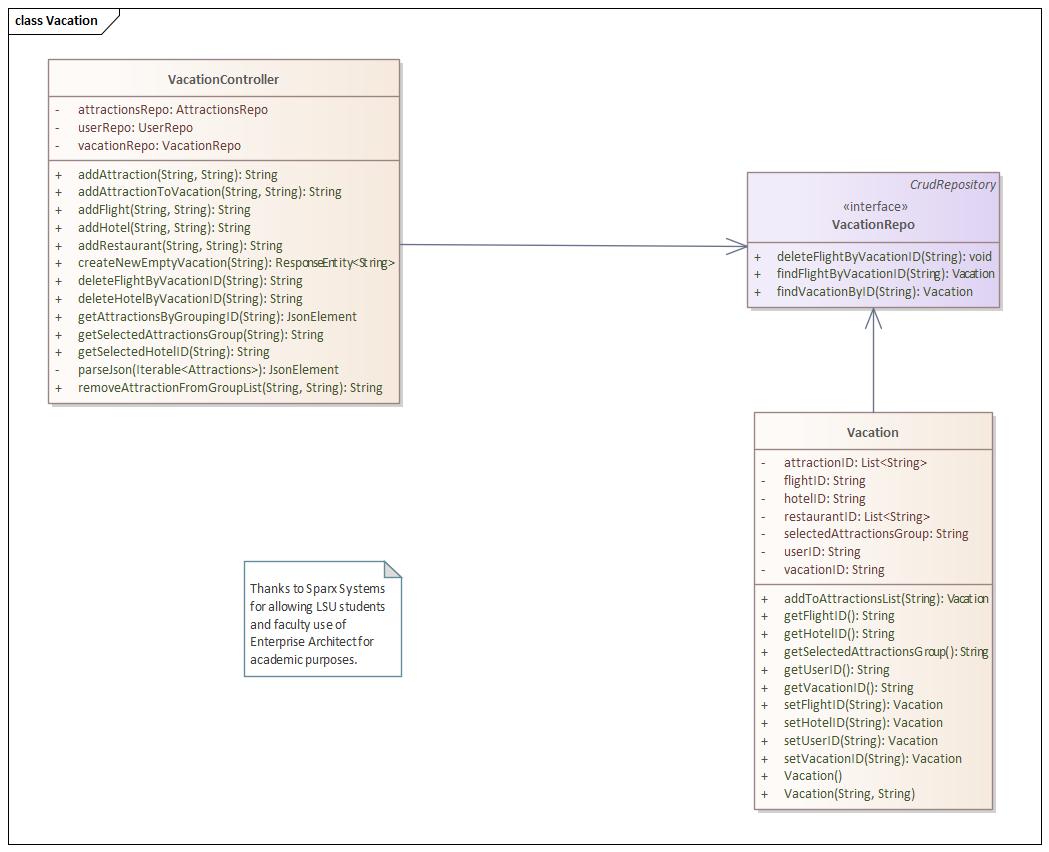 class Vacation
VacationController
- attractionsRepo: AttractionsRepo
- userRepo: UserRepo
- vacationRepo: VacationRepo
+ addAttraction(String, String): String
+ addAttractionToVacation(String, String): String
+ addFlight(String, String): String
+ addHotel(String, String): String
+ addRestaurant(String, String): String
+ createNewEmptyVacation(String): ResponseEntity<String>
+ deleteFlightByVacationID(String): String
+ deleteHotelByVacationID(String): String
+ getAttractionsByGroupingID(String): JsonElement
+ getSelectedAttractionsGroup(String): String
+ getSelectedHotelID(String): String
- parseJson(Iterable<Attractions>): JsonElement
+ removeAttractionFromGroupList(String, String): String
CrudRepository
«interface»
VacationRepo
+ deleteFlightByVacationID(String): void
+ findFlightByVacationID(String): Vacation
+ findVacationByID(String): Vacation
Vacation
- attractionID: List<String>
- flightID: String
- hotelID: String
- restaurantID: List<String>
- selectedAttractionsGroup: String
- userID: String
- vacationID: String
+ addToAttractionsList(String): Vacation
+ getFlightID(): String
+ getHotelID(): String
+ getSelectedAttractionsGroup(): String
+ getUserID(): String
+ getVacationID(): String
+ setFlightID(String): Vacation
+ setHotelID(String): Vacation
+ setUserID(String): Vacation
+ setVacationID(String): Vacation
+ Vacation()
+ Vacation(String, String)
Thanks to Sparx Systems
for allowing LSU students
and faculty use of
Enterprise Architect for
academic purposes.